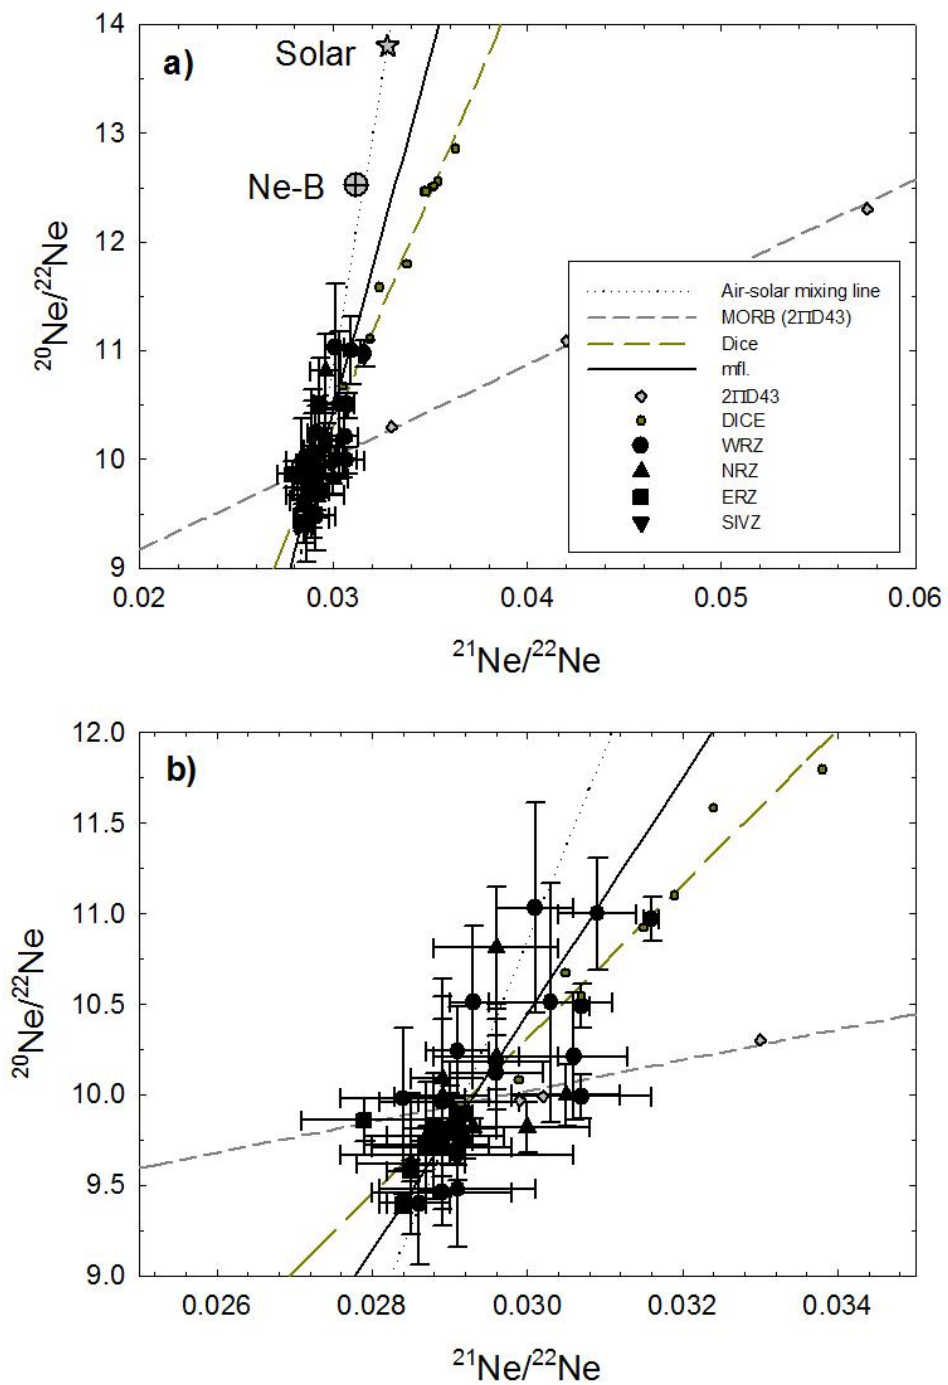 14
13
12
11
10
9
²⁰Ne/²²Ne
a)
Solar
Ne-B
Air-solar mixing line
MORB (2ΠD43)
Dice
mfl.
2ΠD43
DICE
WRZ
NRZ
ERZ
SIVZ
0.02 0.03 0.04 0.05 0.06
²¹Ne/²²Ne
12.0
11.5
11.0
10.5
10.0
9.5
9.0
²⁰Ne/²²Ne
b)
0.026 0.028 0.030 0.032 0.034
²¹Ne/²²Ne